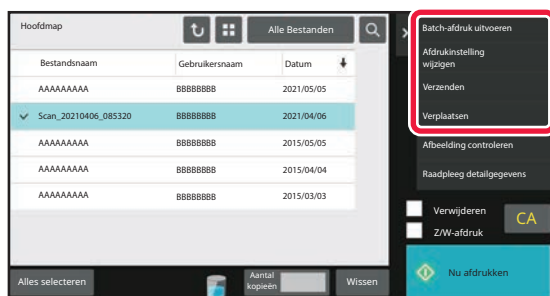 Hoofdmap
Alle Bestanden
Bestandsnaam Gebruikersnaam Datum
AAAAAAAAA BBBBBBBB 2021/05/05
Scan_20210406_085320 BBBBBBBB 2021/04/06
AAAAAAAAA BBBBBBBB 2015/05/05
AAAAAAAAA BBBBBBBB 2015/04/04
AAAAAAAAA BBBBBBBB 2015/03/03
Alles selecteren
Aantal
kopieën
Wissen
Batch-afdruk uitvoeren
Afdrukinstelling
wijzigen
Verzenden
Verplaatsen
Afbeelding controleren
Raadpleeg detailgegevens
Verwijderen
Z/W-afdruk
CA
Nu afdrukken